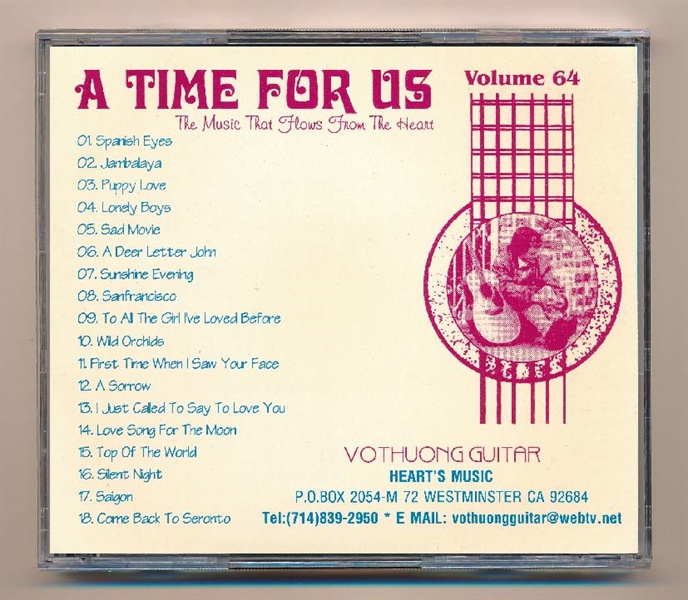 A TIME FOR US
Volume 64
The Music That Flows From The Heart
01. Spanish Eyes
02. Jambalaya
03. Puppy Love
04. Lonely Boys
05. Sad Movie
06. A Deer Letter John
07. Sunshine Evening
08. Sanfrancisco
09. To All The Girl I've Loved Before
10. Wild Orchids
11. First Time When I Saw Your Face
12. A Sorrow
13. I Just Called To Say To Love You
14. Love Song For The Moon
15. Top Of The World
16. Silent Night
17. Saigon
18. Come Back To Seronto
VOTHUONG GUITAR
HEART'S MUSIC
P.O.BOX 2054-M 72 WESTMINSTER CA 92684
Tel:(714)839-2950 * E MAIL: vothuongguitar@webtv.net